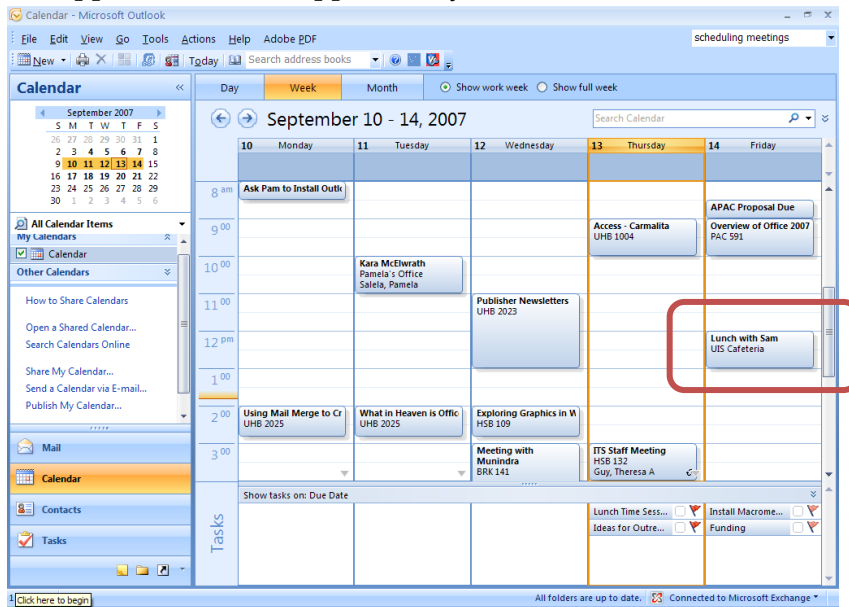 Calendar - Microsoft Outlook
File Edit View Go Tools Actions Help Adobe PDF
scheduling meetings
New Today Search address books
Calendar «
Day Week Month Show work week Show full week
September 2007
S M T W T F S
26 27 28 29 30 31 1
2 3 4 5 6 7 8
9 10 11 12 13 14 15
16 17 18 19 20 21 22
23 24 25 26 27 28 29
30 1 2 3 4 5 6
All Calendar Items
My Calendars
Calendar
Other Calendars
How to Share Calendars
Open a Shared Calendar...
Search Calendars Online
Share My Calendar...
Send a Calendar via E-mail...
Publish My Calendar...
Mail
Calendar
Contacts
Tasks
September 10 - 14, 2007
Search Calendar
10 Monday 11 Tuesday 12 Wednesday 13 Thursday 14 Friday
8 am
Ask Pam to Install Outlo
APAC Proposal Due
9 00
Access - Carmalita
UHB 1004
Overview of Office 2007
PAC 591
10 00
Kara McElwrath
Pamela's Office
Salela, Pamela
11 00
Publisher Newsletters
UHB 2023
12 pm
Lunch with Sam
UIS Cafeteria
1 00
2 00
Using Mail Merge to Cr
UHB 2025
What in Heaven is Offic
UHB 2025
Exploring Graphics in W
HSB 109
3 00
Meeting with
Munindra
BRK 141
ITS Staff Meeting
HSB 132
Guy, Theresa A
Show tasks on: Due Date
Tasks
Lunch Time Sess... Install Macrome...
Ideas for Outre... Funding
1
Click here to begin
All folders are up to date. Connected to Microsoft Exchange